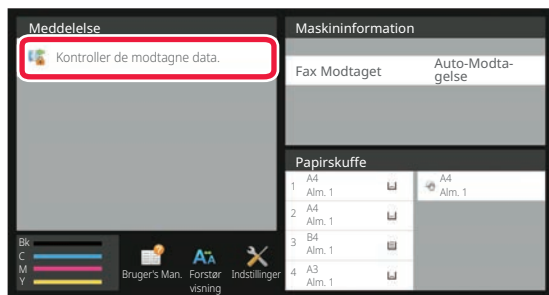 Meddelelse
Kontroller de modtagne data.
Maskininformation
Fax Modtaget
Auto-Modta-
gelse
Papirskuffe
1 A4
Alm. 1
A4
Alm. 1
2 A4
Alm. 1
3 B4
Alm. 1
4 A3
Alm. 1
Bk
C
M
Y
Bruger's Man.
Forstør
visning
Indstillinger